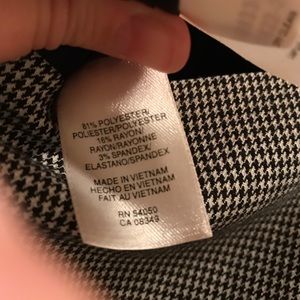 81% POLYESTER/
POLIESTER/POLYESTER
16% RAYON/
RAYON/RAYONNE
3% SPANDEX/
ELASTANO/SPANDEX
MADE IN VIETNAM
HECHO EN VIETNAM
FAIT AU VIETNAM
RN 54050
CA 08349